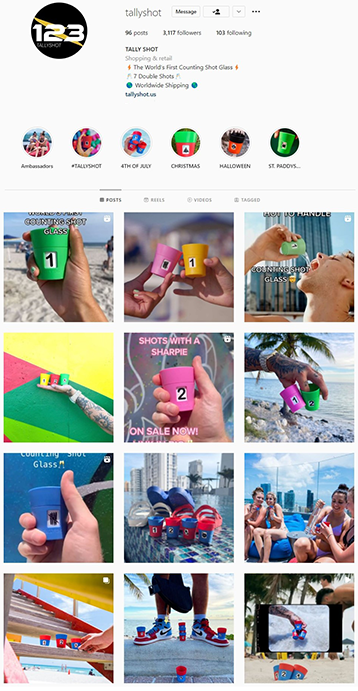 tallyshot
Message
96 posts 3,117 followers 103 following
TALLY SHOT
Shopping & retail
The World's First Counting Shot Glass
7 Double Shots
Worldwide Shipping
tallyshot.us
123
TALLYSHOT
Ambassadors #TALLYSHOT 4TH OF JULY CHRISTMAS HALLOWEEN ST. PADDYS...
POSTS REELS VIDEOS TAGGED
WORLD'S FIRST
COUNTING SHOT
GLASS
1
1
1
HOT TO HANDLE
COUNTING SHOT
GLASS
SHOTS WITH A
SHARPIE
2
ON SALE NOW!
1
2
Counting Shot
Glass